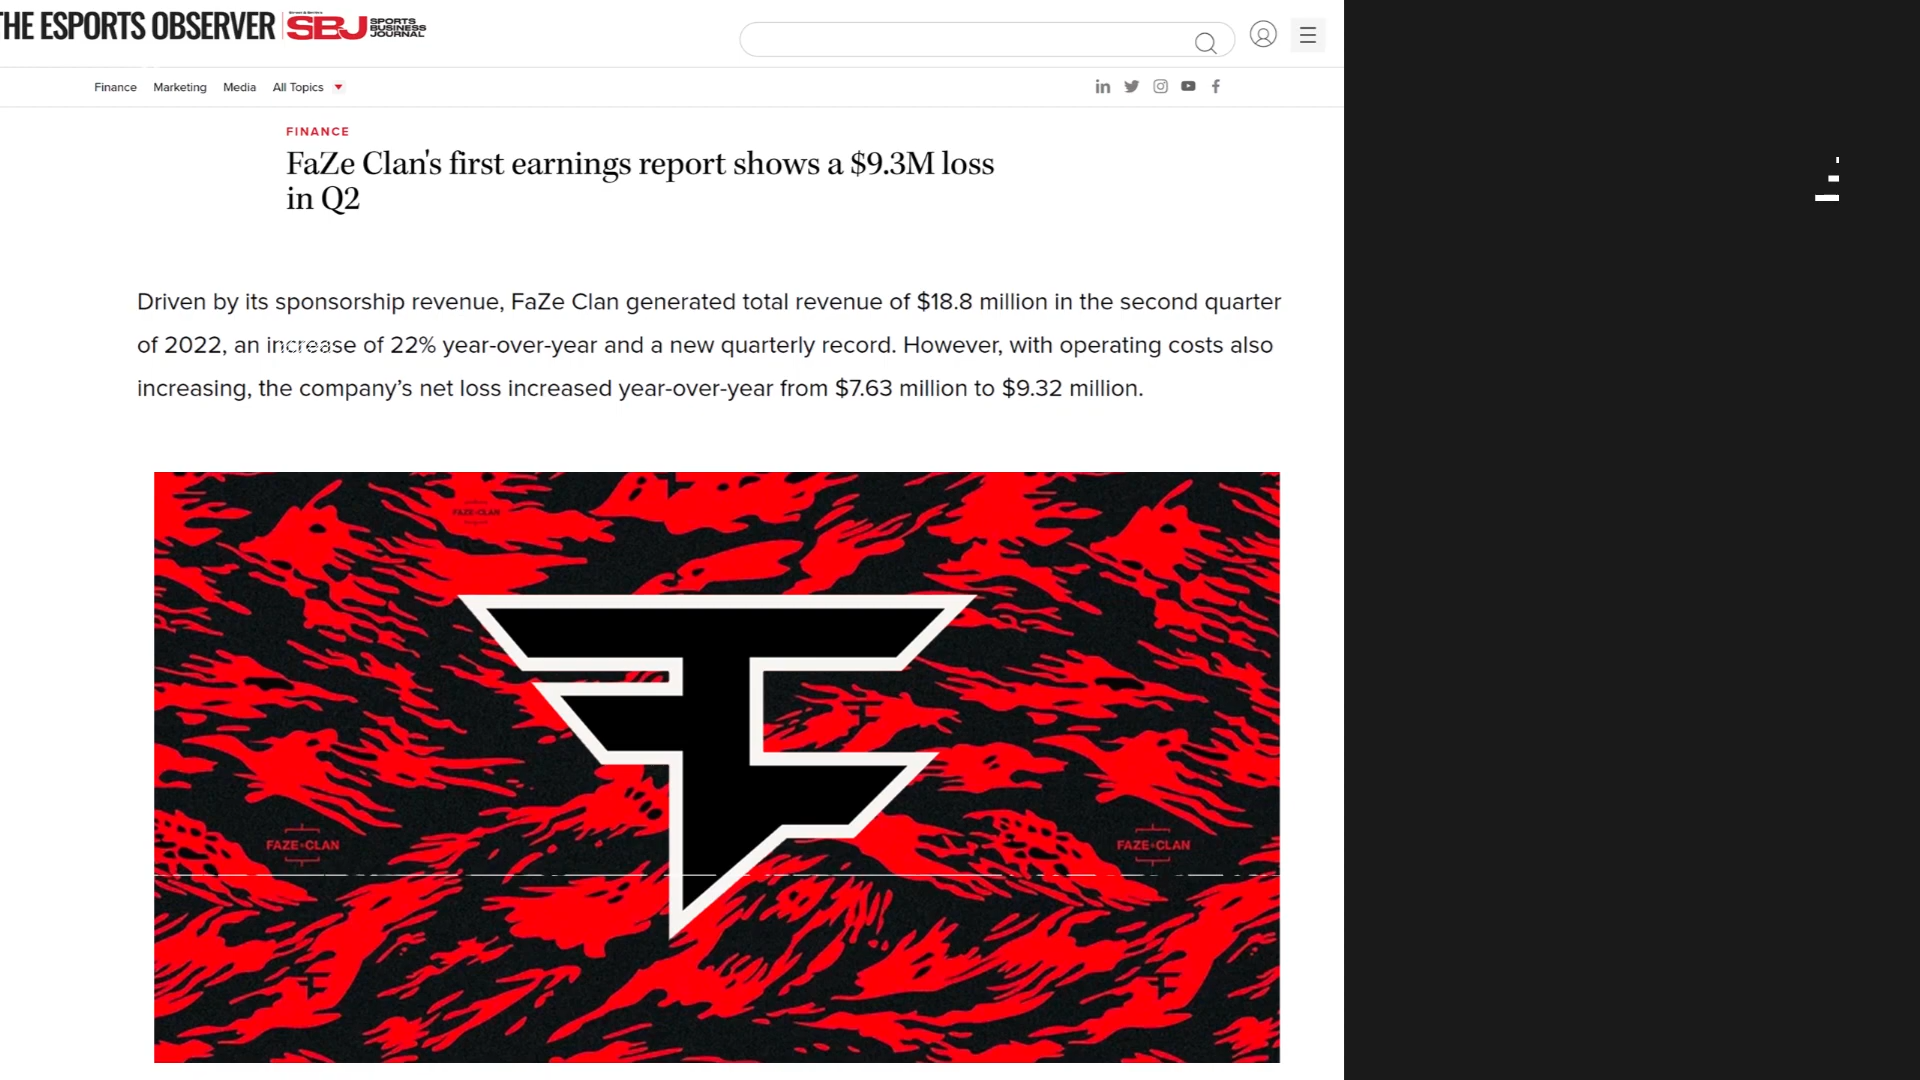 THE ESPORTS OBSERVER SBJ SPORTS
BUSINESS
JOURNAL
Finance Marketing Media All Topics
FINANCE
FaZe Clan's first earnings report shows a $9.3M loss
in Q2
Driven by its sponsorship revenue, FaZe Clan generated total revenue of $18.8 million in the second quarter
of 2022, an increase of 22% year-over-year and a new quarterly record. However, with operating costs also
increasing, the company’s net loss increased year-over-year from $7.63 million to $9.32 million.
FAZE CLAN
FAZE CLAN
FAZE CLAN